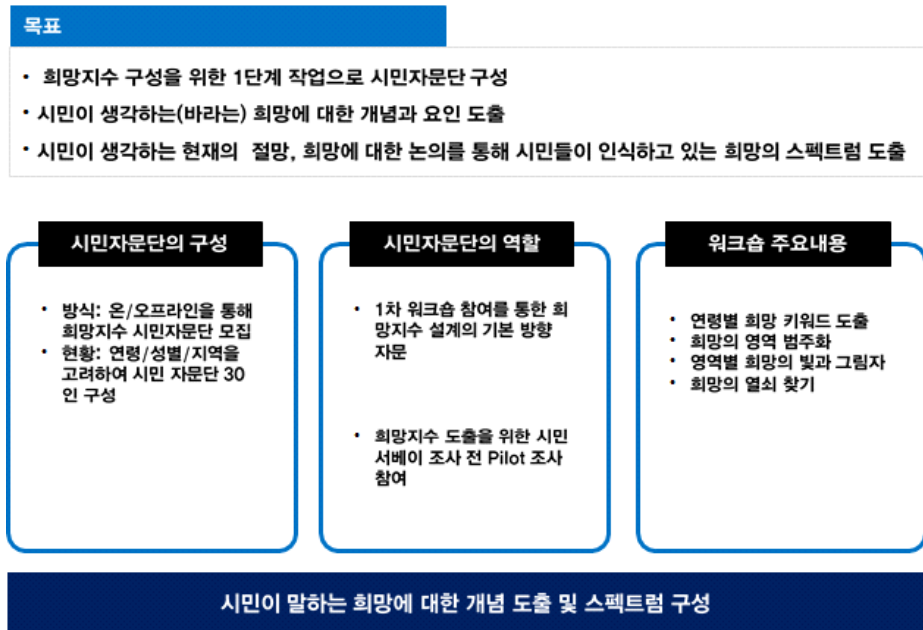 목표
• 희망지수 구성을 위한 1단계 작업으로 시민자문단 구성
• 시민이 생각하는(바라는) 희망에 대한 개념과 요인 도출
• 시민이 생각하는 현재의 절망, 희망에 대한 논의를 통해 시민들이 인식하고 있는 희망의 스펙트럼 도출
시민자문단의 구성
• 방식: 온/오프라인을 통해
희망지수 시민자문단 모집
• 현황: 연령/성별/지역을
고려하여 시민 자문단 30
인 구성
시민자문단의 역할
• 1차 워크숍 참여를 통한 희
망지수 설계의 기본 방향
자문
• 희망지수 도출을 위한 시민
서베이 조사 전 Pilot 조사
참여
워크숍 주요내용
• 연령별 희망 키워드 도출
• 희망의 영역 범주화
• 영역별 희망의 빛과 그림자
• 희망의 열쇠 찾기
시민이 말하는 희망에 대한 개념 도출 및 스펙트럼 구성